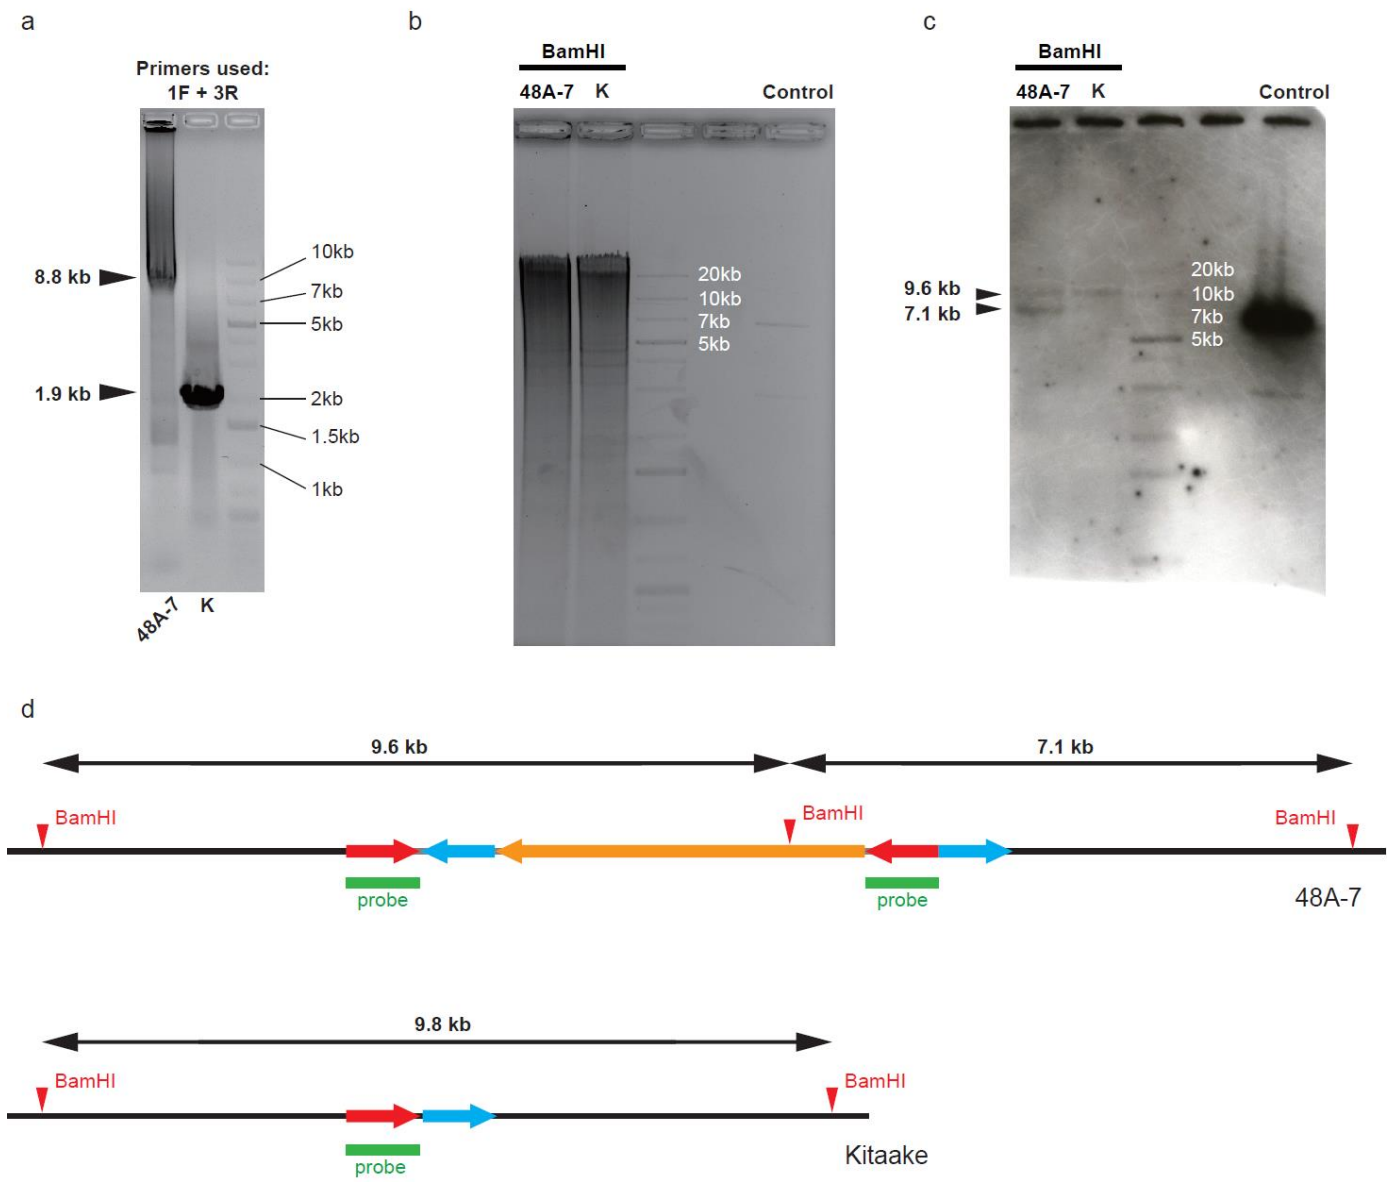 a
Primers used:
1F + 3R
8.8 kb
1.9 kb
10kb
7kb
5kb
2kb
1.5kb
1kb
48A-7
K
b
BamHI
48A-7 K Control
20kb
10kb
7kb
5kb
c
BamHI
48A-7 K Control
9.6 kb
7.1 kb
20kb
10kb
7kb
5kb
d
9.6 kb 7.1 kb
BamHI BamHI BamHI
probe probe
48A-7
9.8 kb
BamHI BamHI
probe
Kitaake